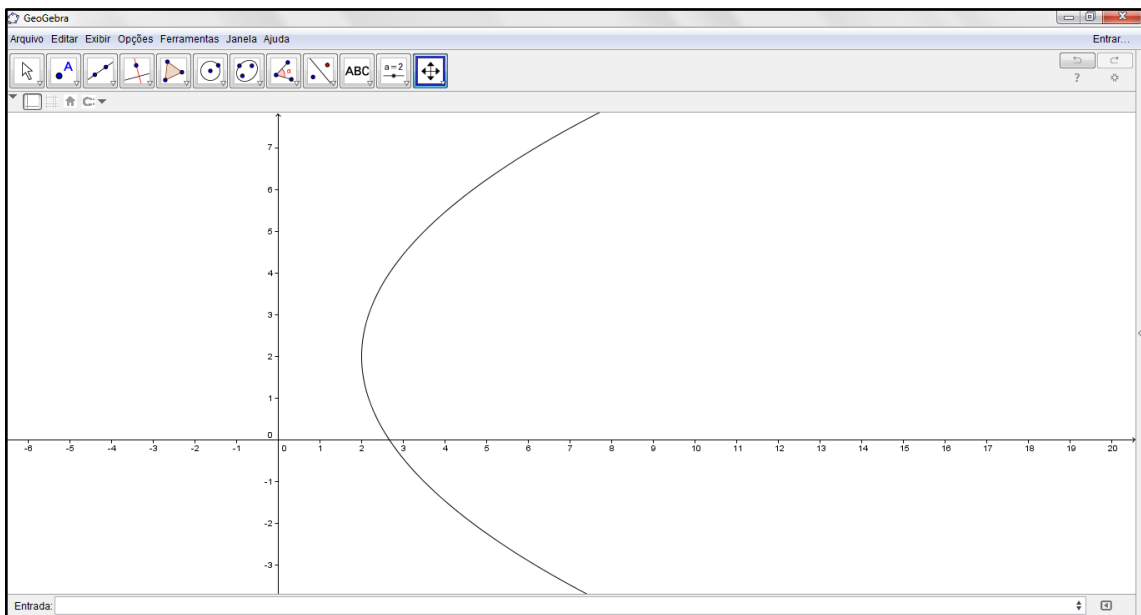 GeoGebra
Arquivo Editar Exibir Opções Ferramentas Janela Ajuda
Entrar...
A
α
ABC
a = 2
?
7
6
5
4
3
2
1
0
-6 -5 -4 -3 -2 -1 0 1 2 3 4 5 6 7 8 9 10 11 12 13 14 15 16 17 18 19 20
-1
-2
-3
Entrada: